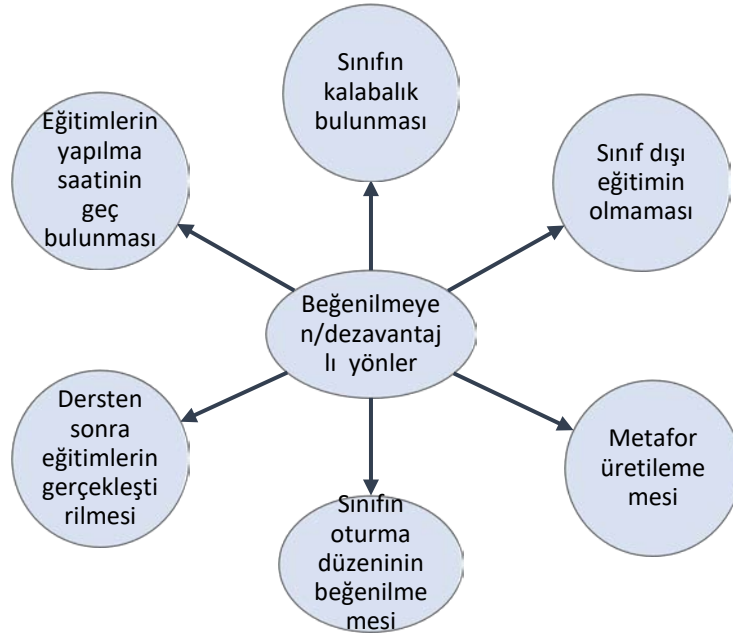 Sınıfın
kalabalık
bulunması
Eğitimlerin
yapılma
saatinin
geç
bulunması
Sınıf dışı
eğitimin
olmaması
Beğenilmeye
n/dezavantaj
lı yönler
Dersten
sonra
eğitimlerin
gerçekleşti
rilmesi
Metafor
üretileme
mesi
Sınıfın
oturma
düzeninin
beğenilme
mesi